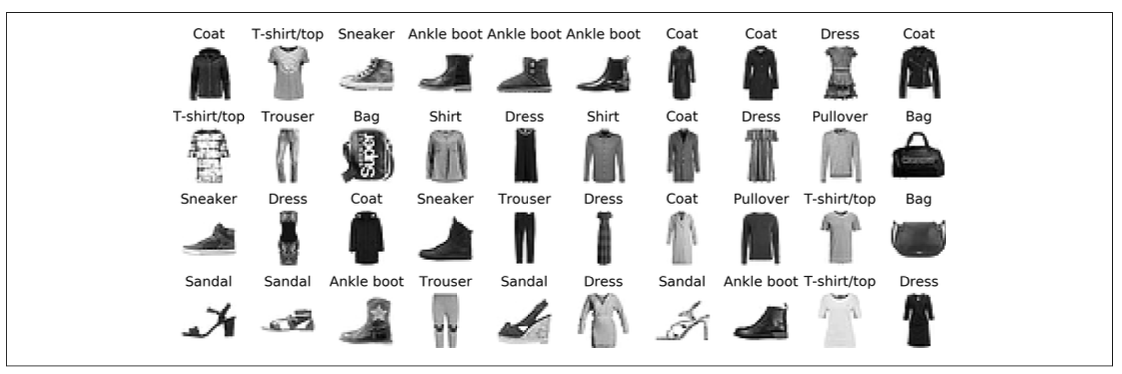 Coat T-shirt/top Sneaker Ankle boot Ankle boot Ankle boot Coat Coat Dress Coat
T-shirt/top Trouser Bag Shirt Dress Shirt Coat Dress Pullover Bag
Super
Sneaker Dress Coat Sneaker Trouser Dress Coat Pullover T-shirt/top Bag
Sandal Sandal Ankle boot Trouser Sandal Dress Sandal Ankle boot T-shirt/top Dress